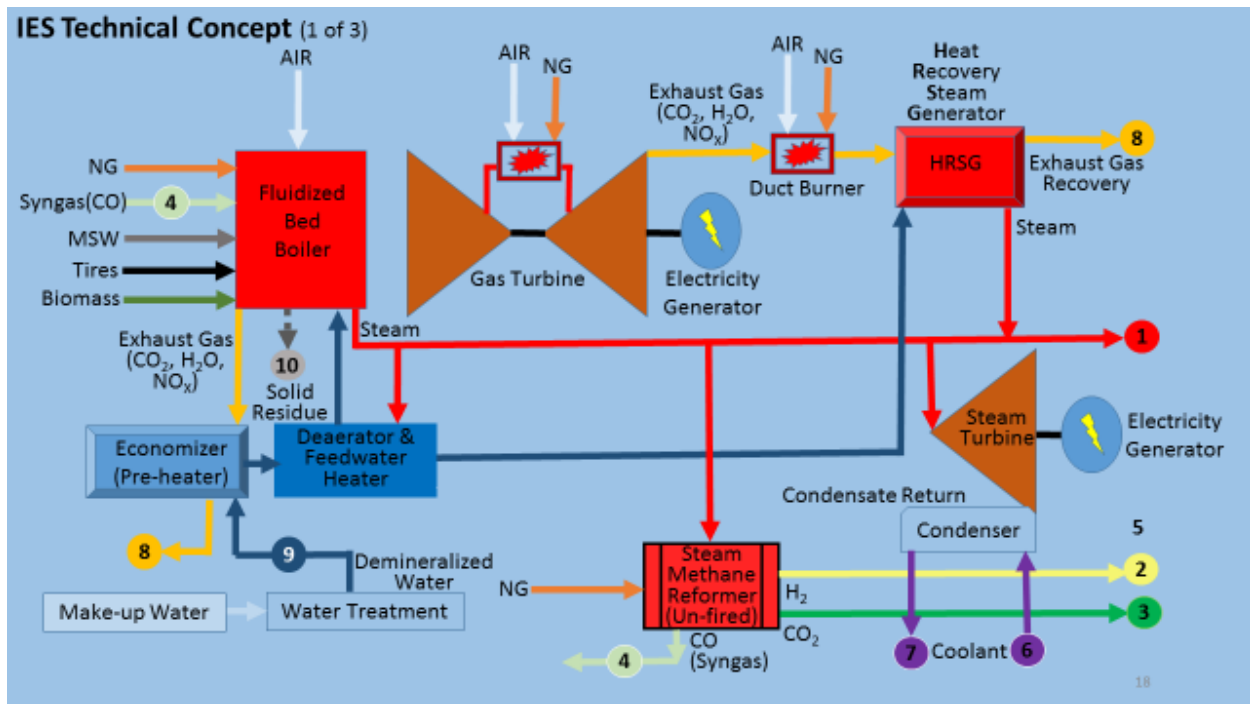 IES Technical Concept (1 of 3)
AIR
AIR
NG
AIR
NG
Heat
Recovery
Steam
Generator
Exhaust Gas
(CO₂, H₂O,
NOₓ)
8
NG
Syngas(CO)
4
MSW
Tires
Biomass
Fluidized
Bed
Boiler
Duct Burner
HRSG
Exhaust Gas
Recovery
Gas Turbine
Electricity
Generator
Steam
Steam
1
Exhaust Gas
(CO₂, H₂O,
NOₓ)
10
Solid
Residue
Economizer
(Pre-heater)
Deaerator &
Feedwater
Heater
Steam
Turbine
Electricity
Generator
Condensate Return
Condenser
5
8
9
Demineralized
Water
Make-up Water
Water Treatment
NG
Steam
Methane
Reformer
(Un-fired)
H₂
2
CO₂
3
4
CO
(Syngas)
7
Coolant
6
18